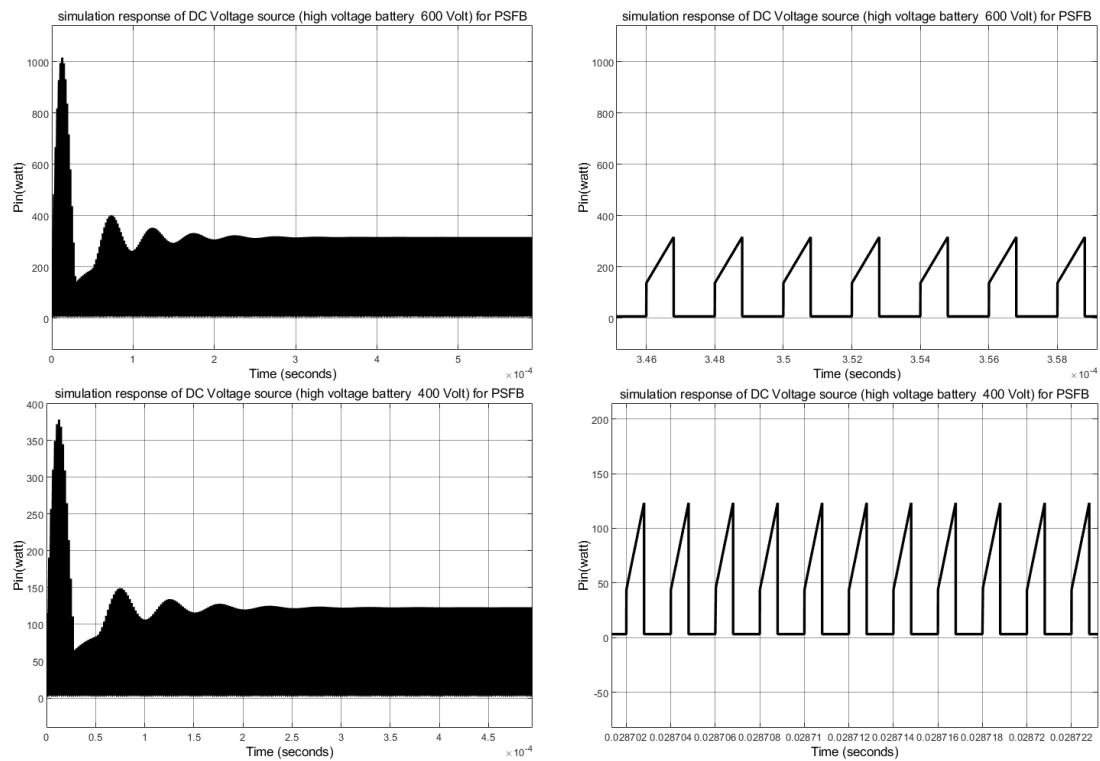 simulation response of DC Voltage source (high voltage battery  600 Volt) for PSFB
Pin(watt)
1000
800
600
400
200
0
0 1 2 3 4 5
Time (seconds)
×10⁻⁴
simulation response of DC Voltage source (high voltage battery  600 Volt) for PSFB
Pin(watt)
1000
800
600
400
200
0
3.46 3.48 3.5 3.52 3.54 3.56 3.58
Time (seconds)
×10⁻⁴
simulation response of DC Voltage source (high voltage battery  400 Volt) for PSFB
Pin(watt)
400
350
300
250
200
150
100
50
0
0 0.5 1 1.5 2 2.5 3 3.5 4 4.5
Time (seconds)
×10⁻⁴
simulation response of DC Voltage source (high voltage battery  400 Volt) for PSFB
Pin(watt)
200
150
100
50
0
-50
0.028702 0.028704 0.028706 0.028708 0.02871 0.028712 0.028714 0.028716 0.028718 0.02872 0.028722
Time (seconds)